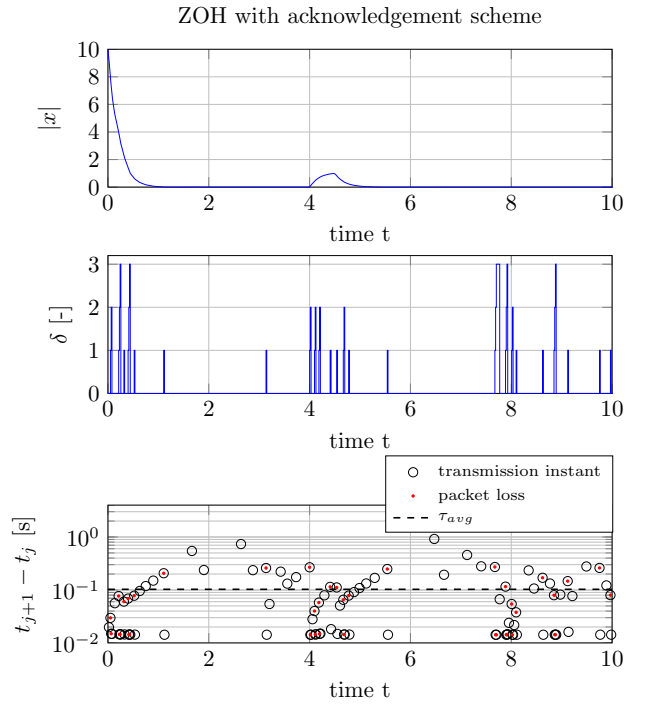 ZOH with acknowledgement scheme
10
8
6
4
2
0
|x|
0 2 4 6 8 10
time t
3
2
1
0
δ [-]
0 2 4 6 8 10
time t
transmission instant
packet loss
τ_avg
10^0
10^−1
10^−2
t_{j+1} − t_j [s]
0 2 4 6 8 10
time t